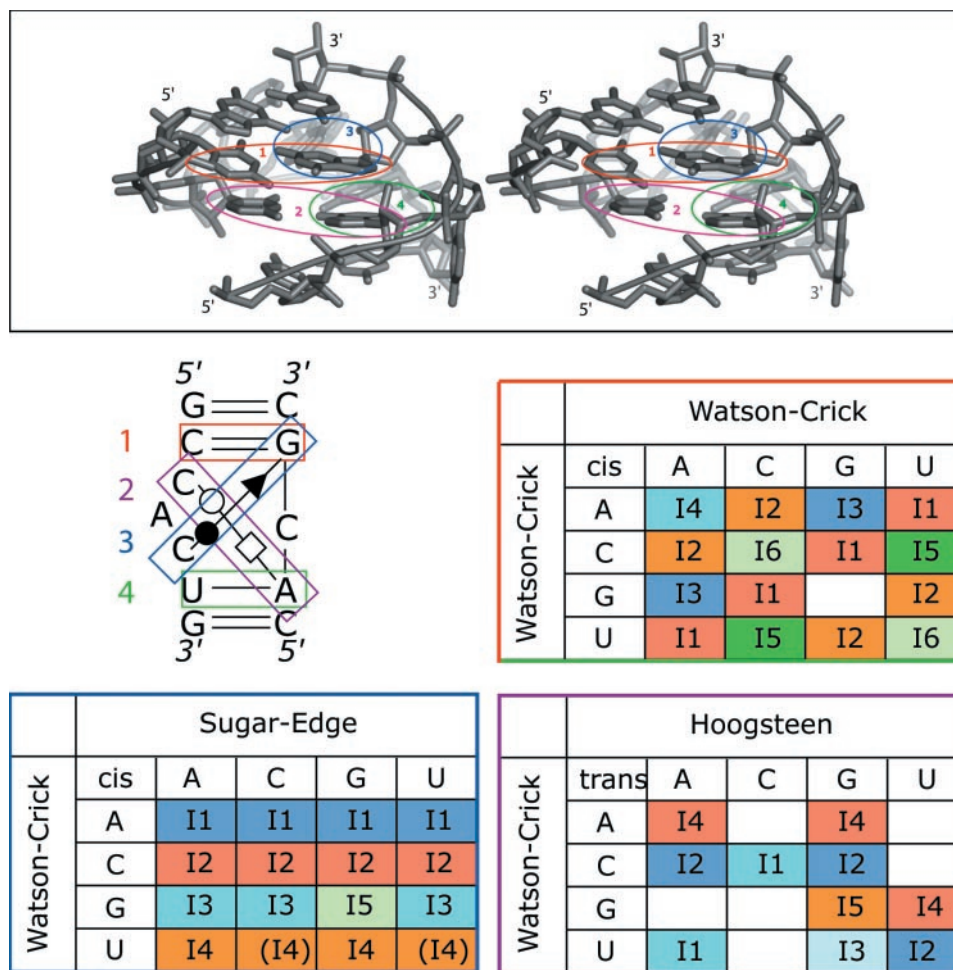 3' 3'
5' 5'
3 3
1 1
2 4 2 4
5' 3' 5' 3'
5' 3'
G C
1 C G
2 C
A C
3 C
4 U A
G C
3' 5'
Watson-Crick
Watson-Crick
cis A C G U
A I4 I2 I3 I1
C I2 I6 I1 I5
G I3 I1 I2
U I1 I5 I2 I6
Sugar-Edge
Watson-Crick
cis A C G U
A I1 I1 I1 I1
C I2 I2 I2 I2
G I3 I3 I5 I3
U I4 (I4) I4 (I4)
Hoogsteen
Watson-Crick
trans A C G U
A I4 I4
C I2 I1 I2
G I5 I4
U I1 I3 I2